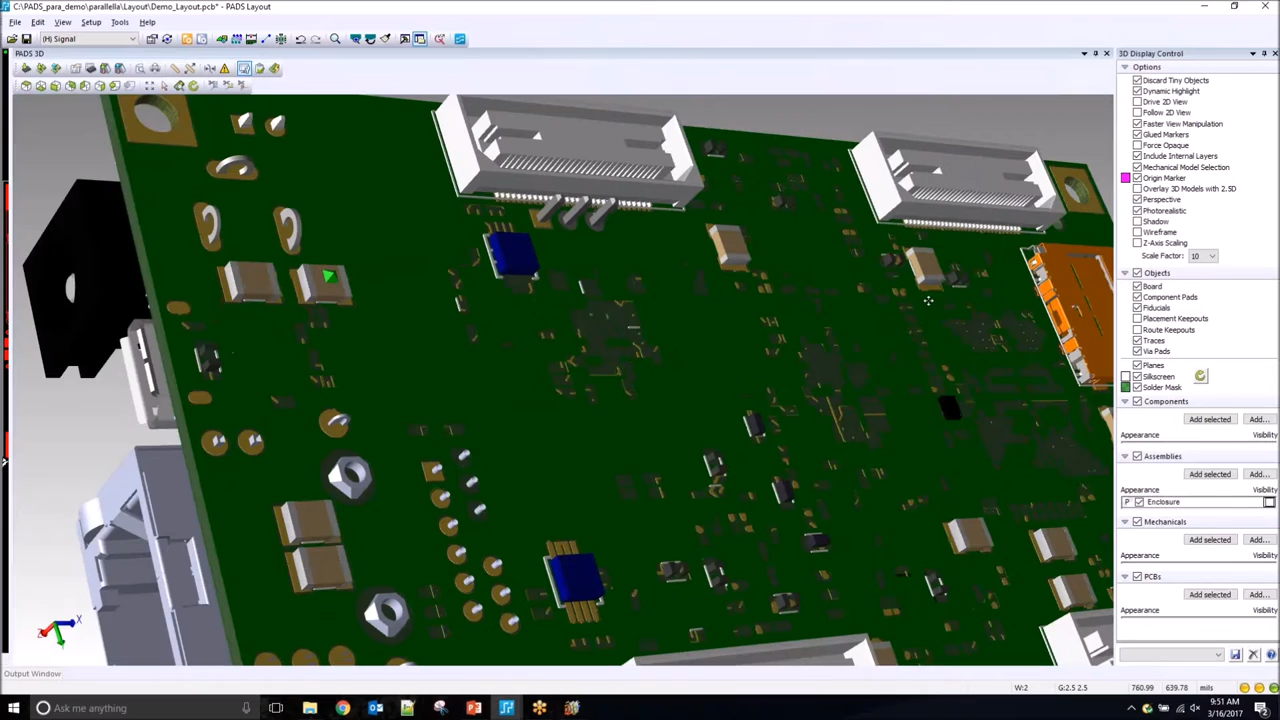 C:\PADS_para_demo\parallella\Layout\Demo_Layout.pcb* - PADS Layout
File Edit View Setup Tools Help
(H) Signal
PADS 3D
3D Display Control
Options
Discard Tiny Objects
Dynamic Highlight
Drive 2D View
Follow 2D View
Faster View Manipulation
Glued Markers
Force Opaque
Include Internal Layers
Mechanical Model Selection
Origin Marker
Overlay 3D Models with 2.5D
Perspective
Photorealistic
Shadow
Wireframe
Z-Axis Scaling
Scale Factor: 10
Objects
Board
Component Pads
Fiducials
Placement Keepouts
Route Keepouts
Traces
Via Pads
Planes
Silkscreen
Solder Mask
Components
Add selected Add...
Appearance Visibility
Assemblies
Add selected Add...
Appearance Visibility
P Enclosure
Mechanicals
Add selected Add...
Appearance Visibility
PCBs
Add selected Add...
Appearance Visibility
Z X
Output Window
W:2 G:2.5 2.5 760.99 639.78 mils
Ask me anything
9:51 AM
3/16/2017